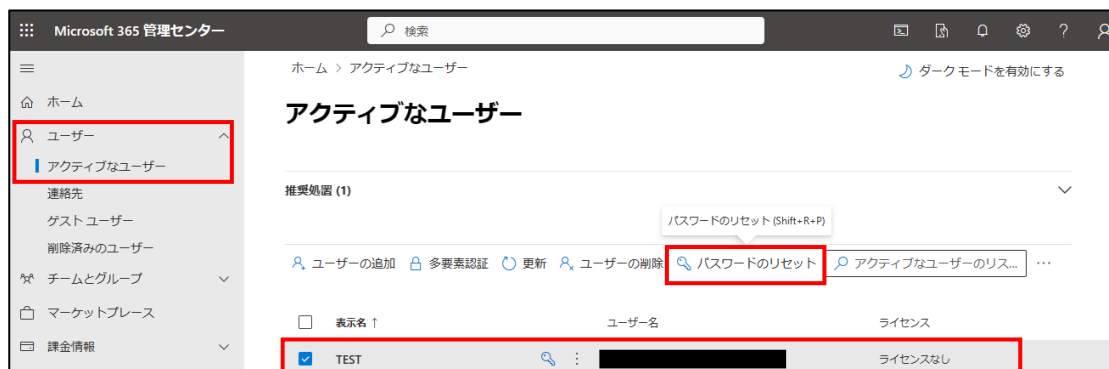 Microsoft 365 管理センター
検索
ホーム > アクティブなユーザー
ダーク モードを有効にする
ホーム
アクティブなユーザー
ユーザー
アクティブなユーザー
連絡先
推奨処置 (1)
ゲスト ユーザー
パスワードのリセット (Shift+R+P)
削除済みのユーザー
ユーザーの追加 多要素認証 更新 ユーザーの削除 パスワードのリセット アクティブなユーザーのリス... ...
チームとグループ
マーケットプレース
表示名 ↑ ユーザー名 ライセンス
課金情報
TEST ライセンスなし